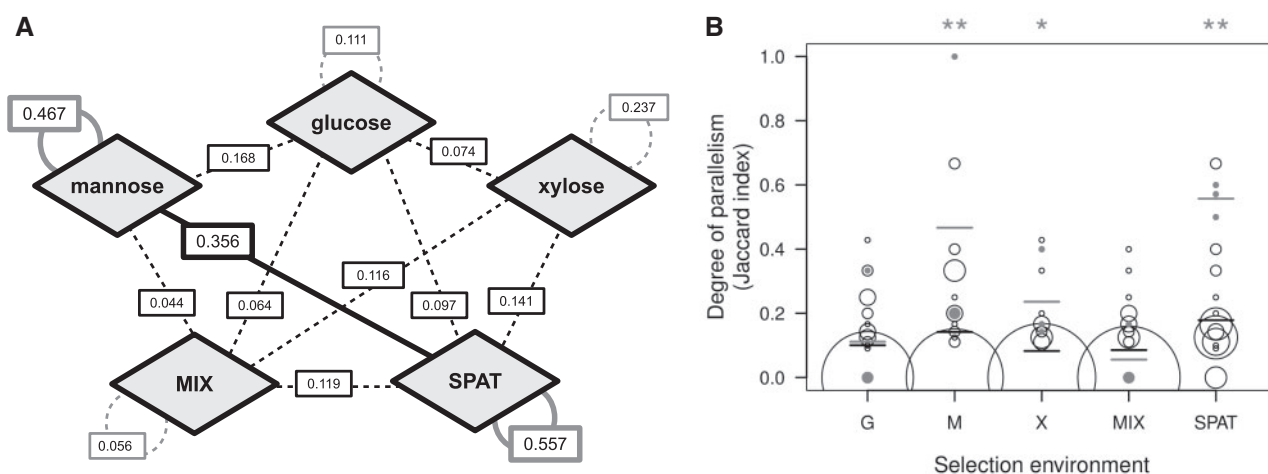 A
0.111
0.467
glucose
0.237
0.168
0.074
mannose
xylose
0.356
0.116
0.044
0.064
0.097
0.141
MIX
0.119
SPAT
0.056
0.557
B
** * **
Degree of parallelism
(Jaccard index)
1.0
0.8
0.6
0.4
0.2
0.0
G M X MIX SPAT
Selection environment